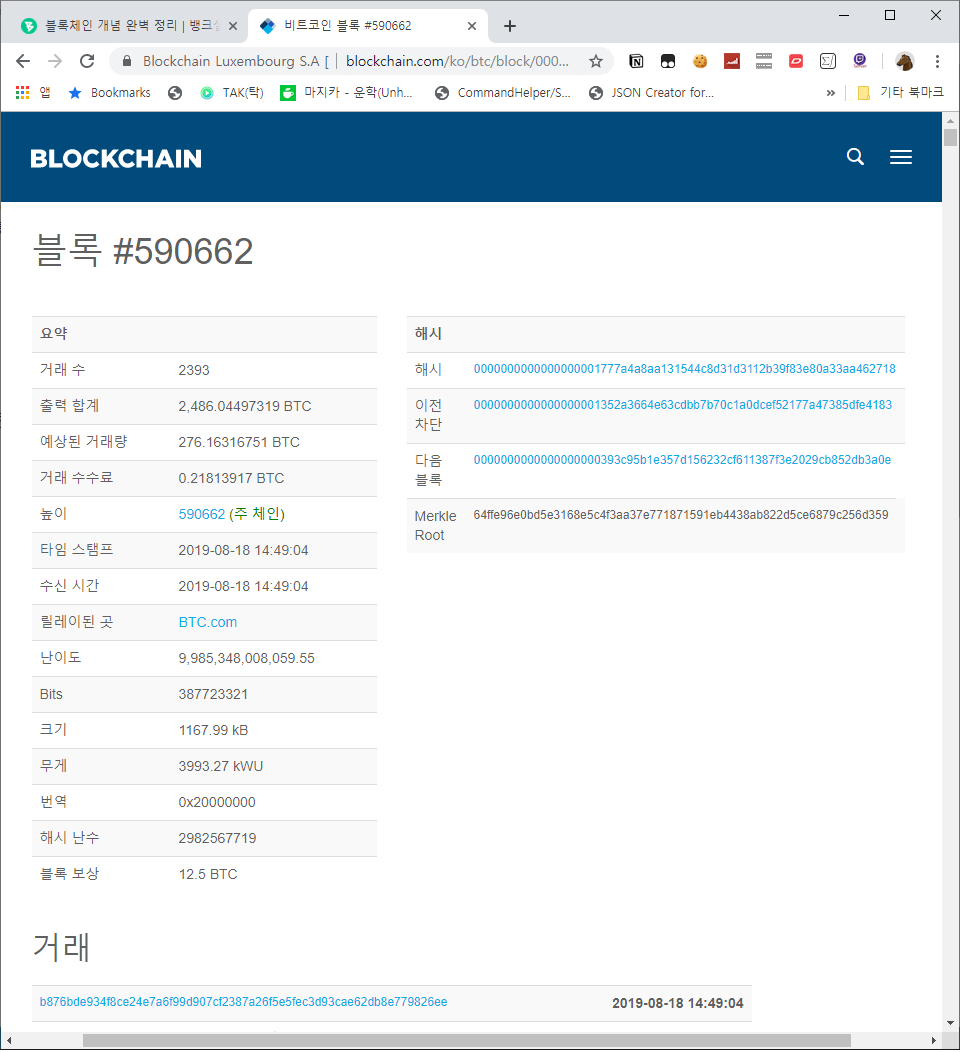 블록체인 개념 완벽 정리 | 뱅크
비트코인 블록 #590662
Blockchain Luxembourg S.A [ | blockchain.com/ko/btc/block/000...
앱 Bookmarks TAK(탁) 마지카 - 운학(Unh... CommandHelper/S... JSON Creator for... » 기타 북마크
BLOCKCHAIN
블록 #590662
요약
거래 수 2393
출력 합계 2,486.04497319 BTC
예상된 거래량 276.16316751 BTC
거래 수수료 0.21813917 BTC
높이 590662 (주 체인)
타임 스탬프 2019-08-18 14:49:04
수신 시간 2019-08-18 14:49:04
릴레이된 곳 BTC.com
난이도 9,985,348,008,059.55
Bits 387723321
크기 1167.99 kB
무게 3993.27 kWU
번역 0x20000000
해시 난수 2982567719
블록 보상 12.5 BTC
해시
해시 0000000000000000001777a4a8aa131544c8d31d3112b39f83e80a33aa462718
이전
차단 0000000000000000001352a3664e63cdbb7b70c1a0dcef52177a47385dfe4183
다음
블록 0000000000000000000393c95b1e357d156232cf611387f3e2029cb852db3a0e
Merkle
Root 64ffe96e0bd5e3168e5c4f3aa37e771871591eb4438ab822d5ce6879c256d359
거래
b876bde934f8ce24e7a6f99d907cf2387a26f5e5fec3d93cae62db8e779826ee 2019-08-18 14:49:04